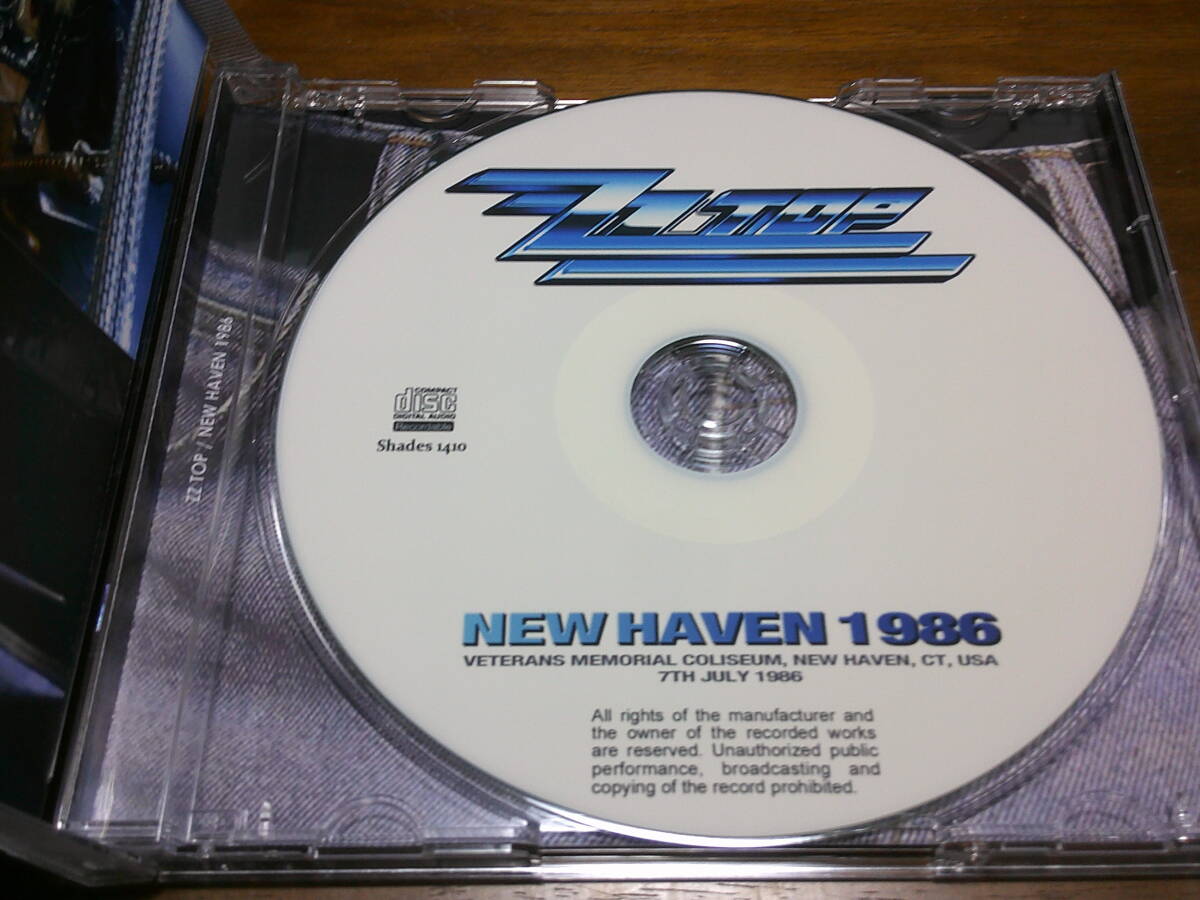 ZZ TOP
COMPACT
disc
DIGITAL AUDIO
Recordable
Shades 1410
ZZ TOP / NEW HAVEN 1986
NEW HAVEN 1986
VETERANS MEMORIAL COLISEUM, NEW HAVEN, CT, USA
7TH JULY 1986
All rights of the manufacturer and
the owner of the recorded works
are reserved. Unauthorized public
performance, broadcasting and
copying of the record prohibited.